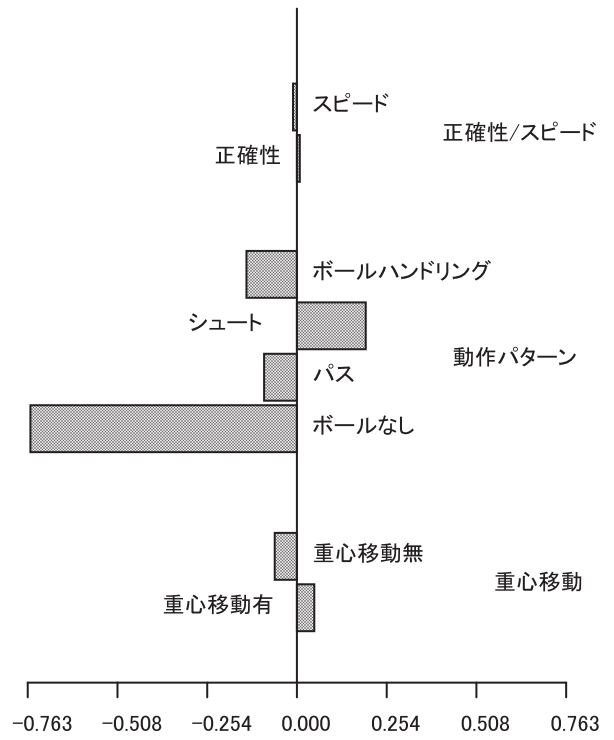 スピード
正確性/スピード
正確性
ボールハンドリング
シュート
動作パターン
パス
ボールなし
重心移動無
重心移動
重心移動有
-0.763 -0.508 -0.254 0.000 0.254 0.508 0.763